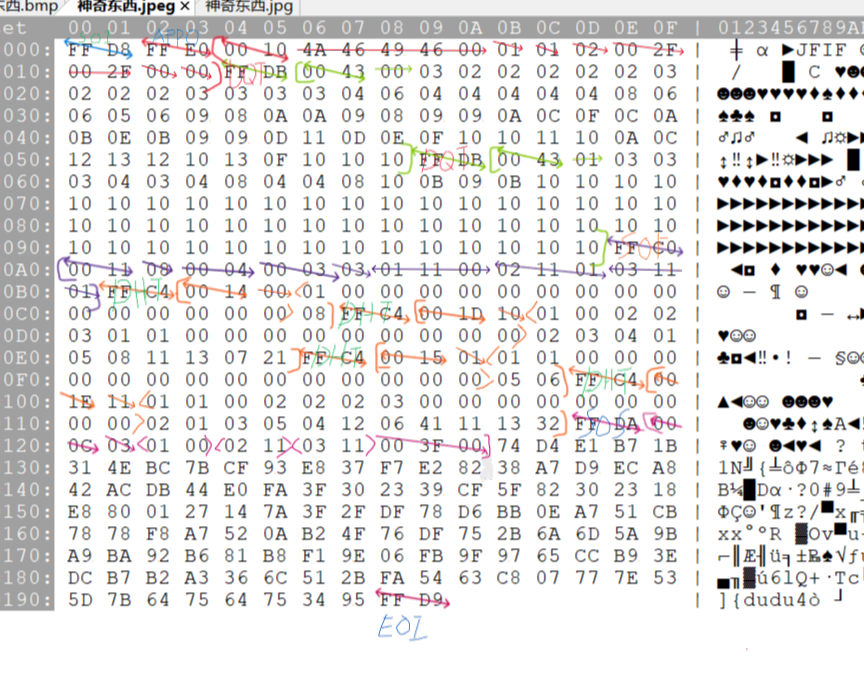 东西.bmp 神奇东西.jpeg × 神奇东西.jpg
et 00 01 02 03 04 05 06 07 08 09 0A 0B 0C 0D 0E 0F | 0123456789A
SOI APP0
000: FF D8 FF E0 00 10 4A 46 49 46 00 01 01 02 00 2F | ╪ α ►JFIF
DQT
010: 00 2F 00 00 FF DB 00 43 00 03 02 02 02 02 02 03 | / █ C ♥☻
020: 02 02 02 03 03 03 03 04 06 04 04 04 04 04 08 06 | ☻☻☻♥♥♥♥♦♠♦♦♦
030: 06 05 06 09 08 0A 0A 09 08 09 09 0A 0C 0F 0C 0A | ♠♣♠ ◘ ◘
040: 0B 0E 0B 09 09 0D 11 0D 0E 0F 10 10 11 10 0A 0C | ♂♫♂ ◄ ♫☼►►
DQT
050: 12 13 12 10 13 0F 10 10 10 FF DB 00 43 01 03 03 | ↕‼↕►‼☼►►► █
060: 03 04 03 04 08 04 04 08 10 0B 09 0B 10 10 10 10 | ♥♦♥♦◘♦♦◘►♂
070: 10 10 10 10 10 10 10 10 10 10 10 10 10 10 10 10 | ►►►►►►►►►►►►
080: 10 10 10 10 10 10 10 10 10 10 10 10 10 10 10 10 | ►►►►►►►►►►►►
SOF
090: 10 10 10 10 10 10 10 10 10 10 10 10 10 10 FF C0 | ►►►►►►►►►►►►
0A0: 00 11 08 00 04 00 03 03 01 11 00 02 11 01 03 11 | ◄◘ ♦ ♥♥☺◄
DHT
0B0: 01 FF C4 00 14 00 01 00 00 00 00 00 00 00 00 00 | ☺ ─ ¶ ☺
DHT
0C0: 00 00 00 00 00 00 08 FF C4 00 1D 10 01 00 02 02 | ◘ ─ ↔
0D0: 03 01 01 00 00 00 00 00 00 00 00 00 02 03 04 01 | ♥☺☺
DHT
0E0: 05 08 11 13 07 21 FF C4 00 15 01 01 01 00 00 00 | ♣◘◄‼•! ─ §☺
DHT
0F0: 00 00 00 00 00 00 00 00 00 00 00 05 06 FF C4 00 |
100: 1E 11 01 01 00 02 02 02 03 00 00 00 00 00 00 00 | ▲◄☺☺ ☻☻☻♥
SOS
110: 00 00 02 01 03 05 04 12 06 41 11 13 32 FF DA 00 | ☻☺♥♣♦↕♠A◄
120: 0C 03 01 00 02 11 03 11 00 3F 00 74 D4 E1 B7 1B | ♀♥☺ ☻◄♥◄ ?
130: 31 4E BC 7B CF 93 E8 37 F7 E2 82 38 A7 D9 EC A8 | 1N╝{╧ôΦ7≈Γé
140: 42 AC DB 44 E0 FA 3F 30 23 39 CF 5F 82 30 23 18 | B¼█Dα·?0#9╧
150: E8 80 01 27 14 7A 3F 2F DF 78 D6 BB 0E A7 51 CB | ΦÇ☺'¶z?/▀x╓╗
160: 78 78 F8 A7 52 0A B2 4F 76 DF 75 2B 6A 6D 5A 9B | xx°ºR ▓Ov▀u
170: A9 BA 92 B6 81 B8 F1 9E 06 FB 9F 97 65 CC B9 3E | ⌐║Æ╢ü╕±₧♠√ƒ
180: DC B7 B2 A3 36 6C 51 2B FA 54 63 C8 07 77 7E 53 | ▄╖▓ú6lQ+·Tc
190: 5D 7B 64 75 64 75 34 95 FF D9 | ]{dudu4ò ┘
EOI